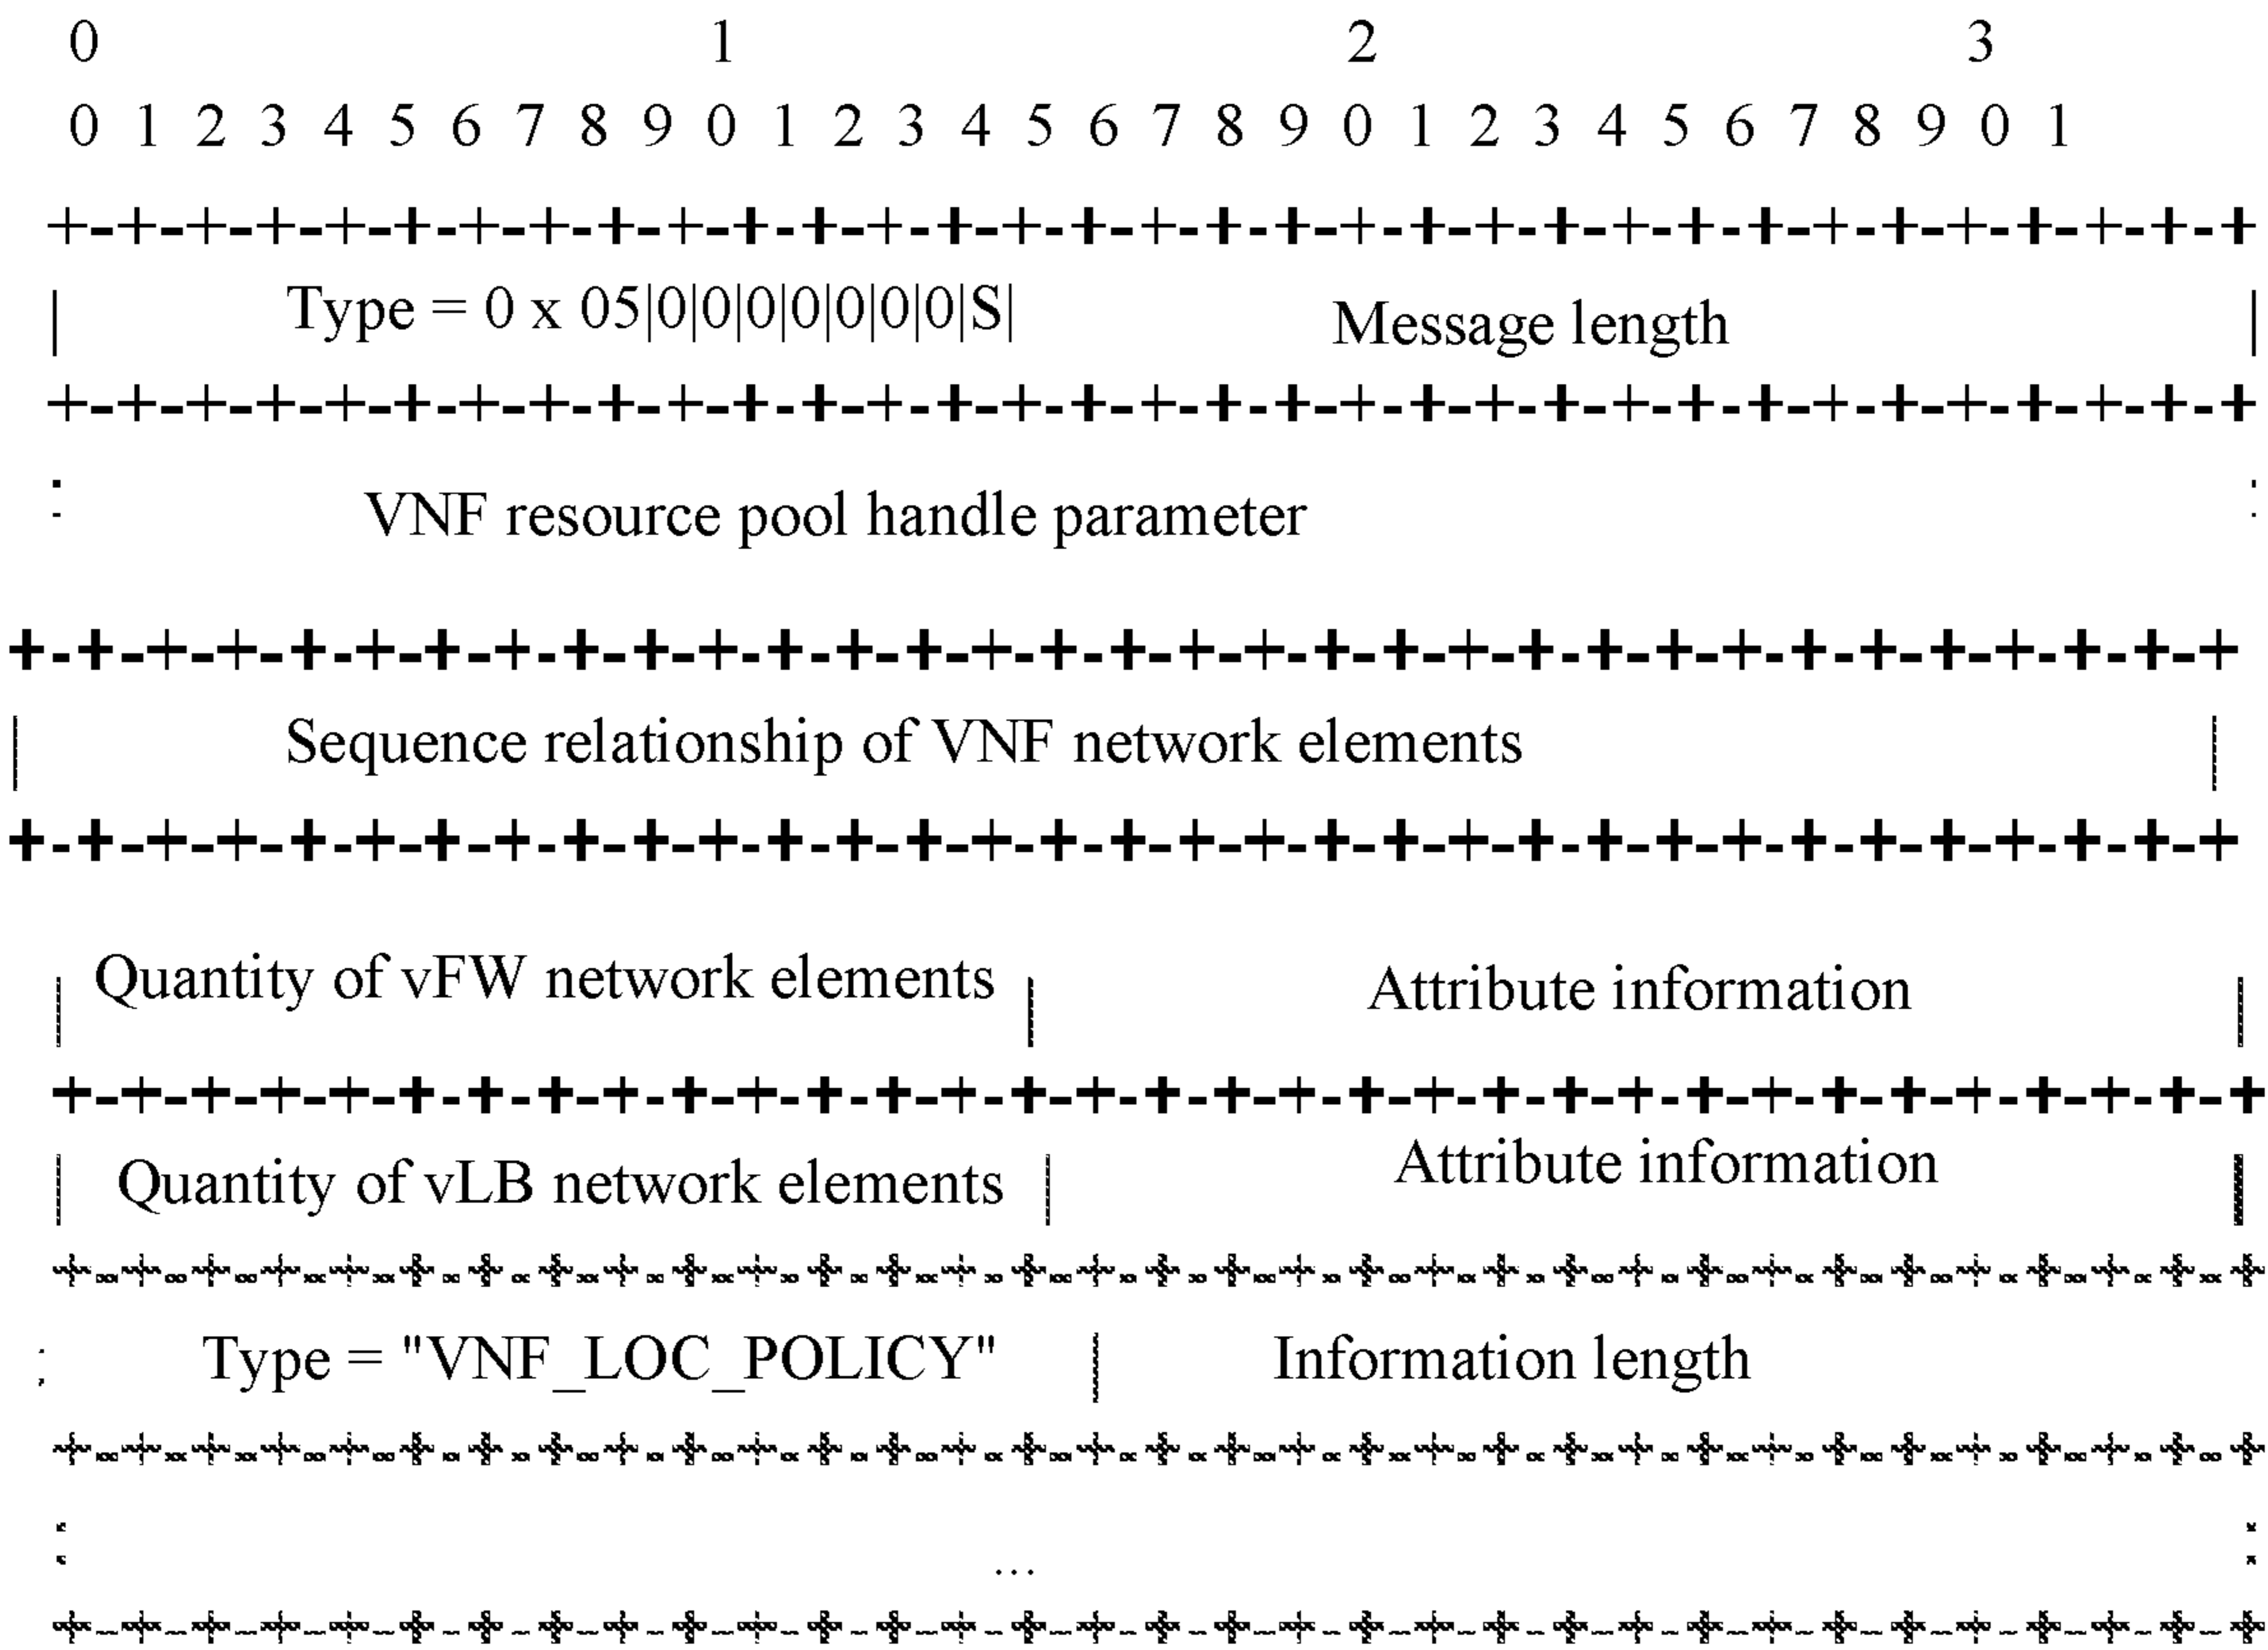 0 1 2 3
0 1 2 3 4 5 6 7 8 9 0 1 2 3 4 5 6 7 8 9 0 1 2 3 4 5 6 7 8 9 0 1
+-+-+-+-+-+-+-+-+-+-+-+-+-+-+-+-+-+-+-+-+-+-+-+-+-+-+-+-+-+-+-+-+
| Type = 0 x 05|0|0|0|0|0|0|0|S| Message length |
+-+-+-+-+-+-+-+-+-+-+-+-+-+-+-+-+-+-+-+-+-+-+-+-+-+-+-+-+-+-+-+-+
: VNF resource pool handle parameter :
+-+-+-+-+-+-+-+-+-+-+-+-+-+-+-+-+-+-+-+-+-+-+-+-+-+-+-+-+-+-+-+-+
| Sequence relationship of VNF network elements |
+-+-+-+-+-+-+-+-+-+-+-+-+-+-+-+-+-+-+-+-+-+-+-+-+-+-+-+-+-+-+-+-+
| Quantity of vFW network elements | Attribute information |
+-+-+-+-+-+-+-+-+-+-+-+-+-+-+-+-+-+-+-+-+-+-+-+-+-+-+-+-+-+-+-+-+
| Quantity of vLB network elements | Attribute information |
+-+-+-+-+-+-+-+-+-+-+-+-+-+-+-+-+-+-+-+-+-+-+-+-+-+-+-+-+-+-+-+-+
: Type = "VNF_LOC_POLICY" | Information length
+-+-+-+-+-+-+-+-+-+-+-+-+-+-+-+-+-+-+-+-+-+-+-+-+-+-+-+-+-+-+-+-+
: ... :
+-+-+-+-+-+-+-+-+-+-+-+-+-+-+-+-+-+-+-+-+-+-+-+-+-+-+-+-+-+-+-+-+